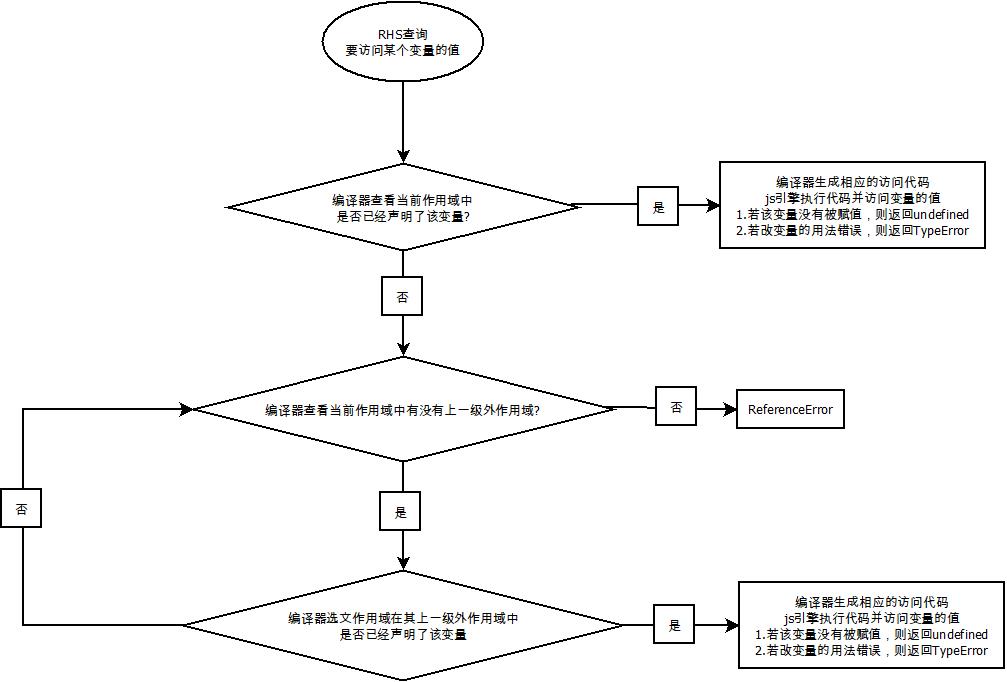 RHS查询
要访问某个变量的值
编译器查看当前作用域中
是否已经声明了该变量?
是
编译器生成相应的访问代码
js引擎执行代码并访问变量的值
1.若该变量没有被赋值，则返回undefined
2.若改变量的用法错误，则返回TypeError
否
编译器查看当前作用域中有没有上一级外作用域?
否
ReferenceError
否
是
编译器选文作用域在其上一级外作用域中
是否已经声明了该变量
是
编译器生成相应的访问代码
js引擎执行代码并访问变量的值
1.若该变量没有被赋值，则返回undefined
2.若改变量的用法错误，则返回TypeError